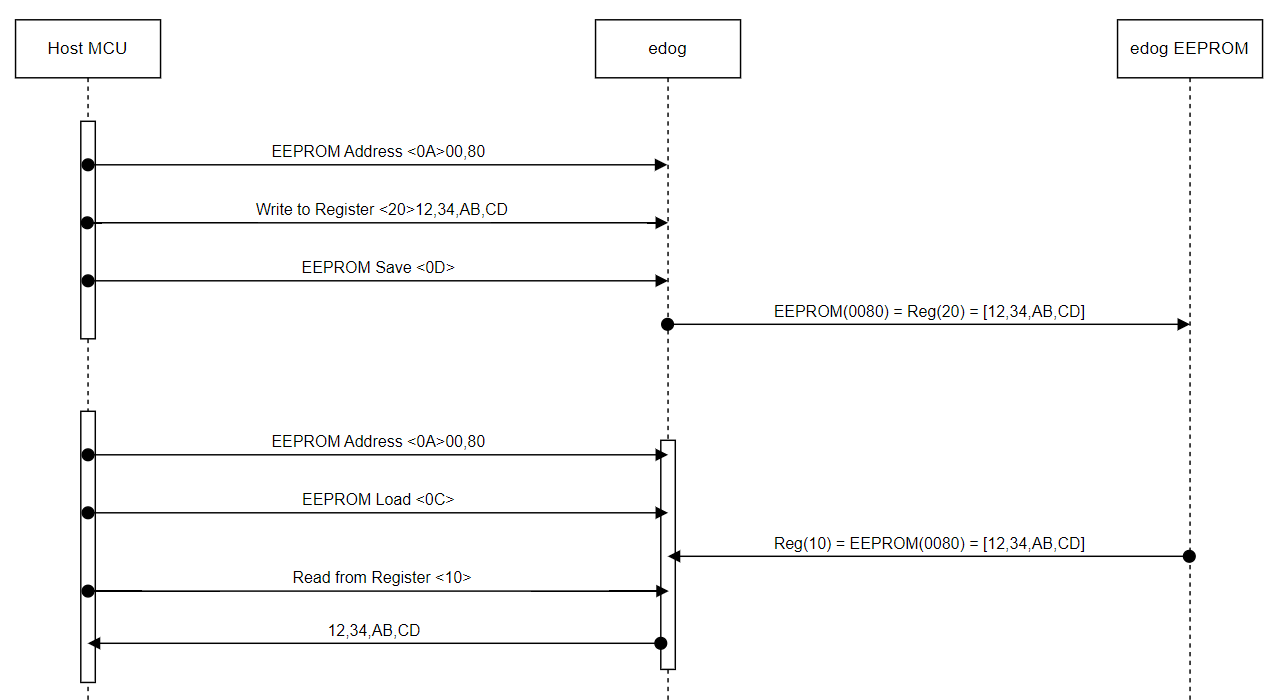 Host MCU
edog
edog EEPROM
EEPROM Address <0A>00,80
Write to Register <20>12,34,AB,CD
EEPROM Save <0D>
EEPROM(0080) = Reg(20) = [12,34,AB,CD]
EEPROM Address <0A>00,80
EEPROM Load <0C>
Reg(10) = EEPROM(0080) = [12,34,AB,CD]
Read from Register <10>
12,34,AB,CD